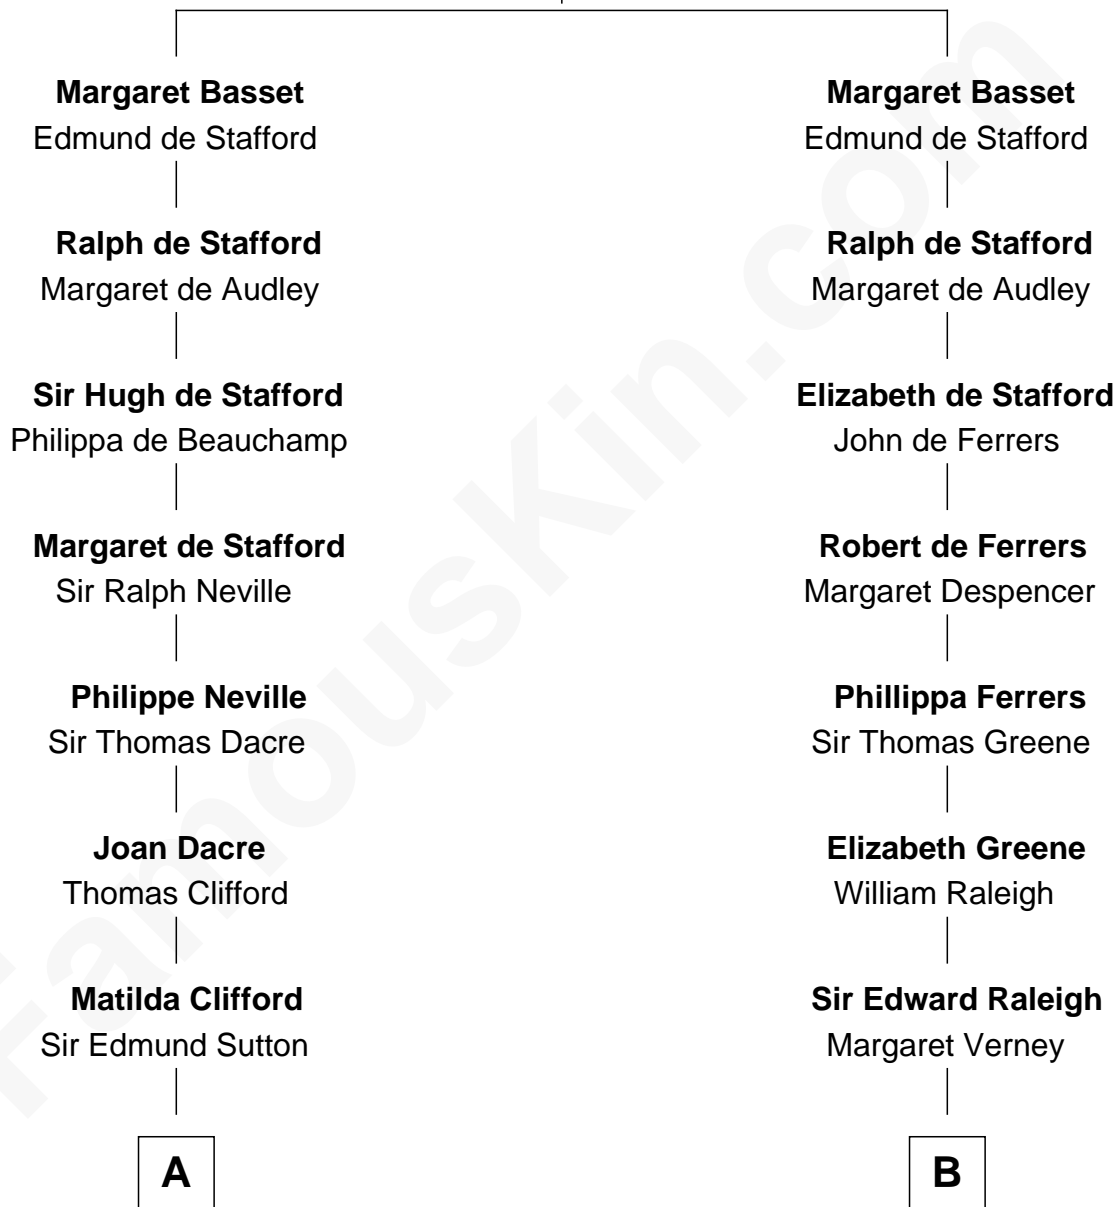 Margaret Basset
Edmund de Stafford
Ralph de Stafford
Margaret de Audley
Sir Hugh de Stafford
Philippa de Beauchamp
Margaret de Stafford
Sir Ralph Neville
Philippe Neville
Sir Thomas Dacre
Joan Dacre
Thomas Clifford
Matilda Clifford
Sir Edmund Sutton
A
Margaret Basset
Edmund de Stafford
Ralph de Stafford
Margaret de Audley
Elizabeth de Stafford
John de Ferrers
Robert de Ferrers
Margaret Despencer
Phillippa Ferrers
Sir Thomas Greene
Elizabeth Greene
William Raleigh
Sir Edward Raleigh
Margaret Verney
B
FamousKin.com